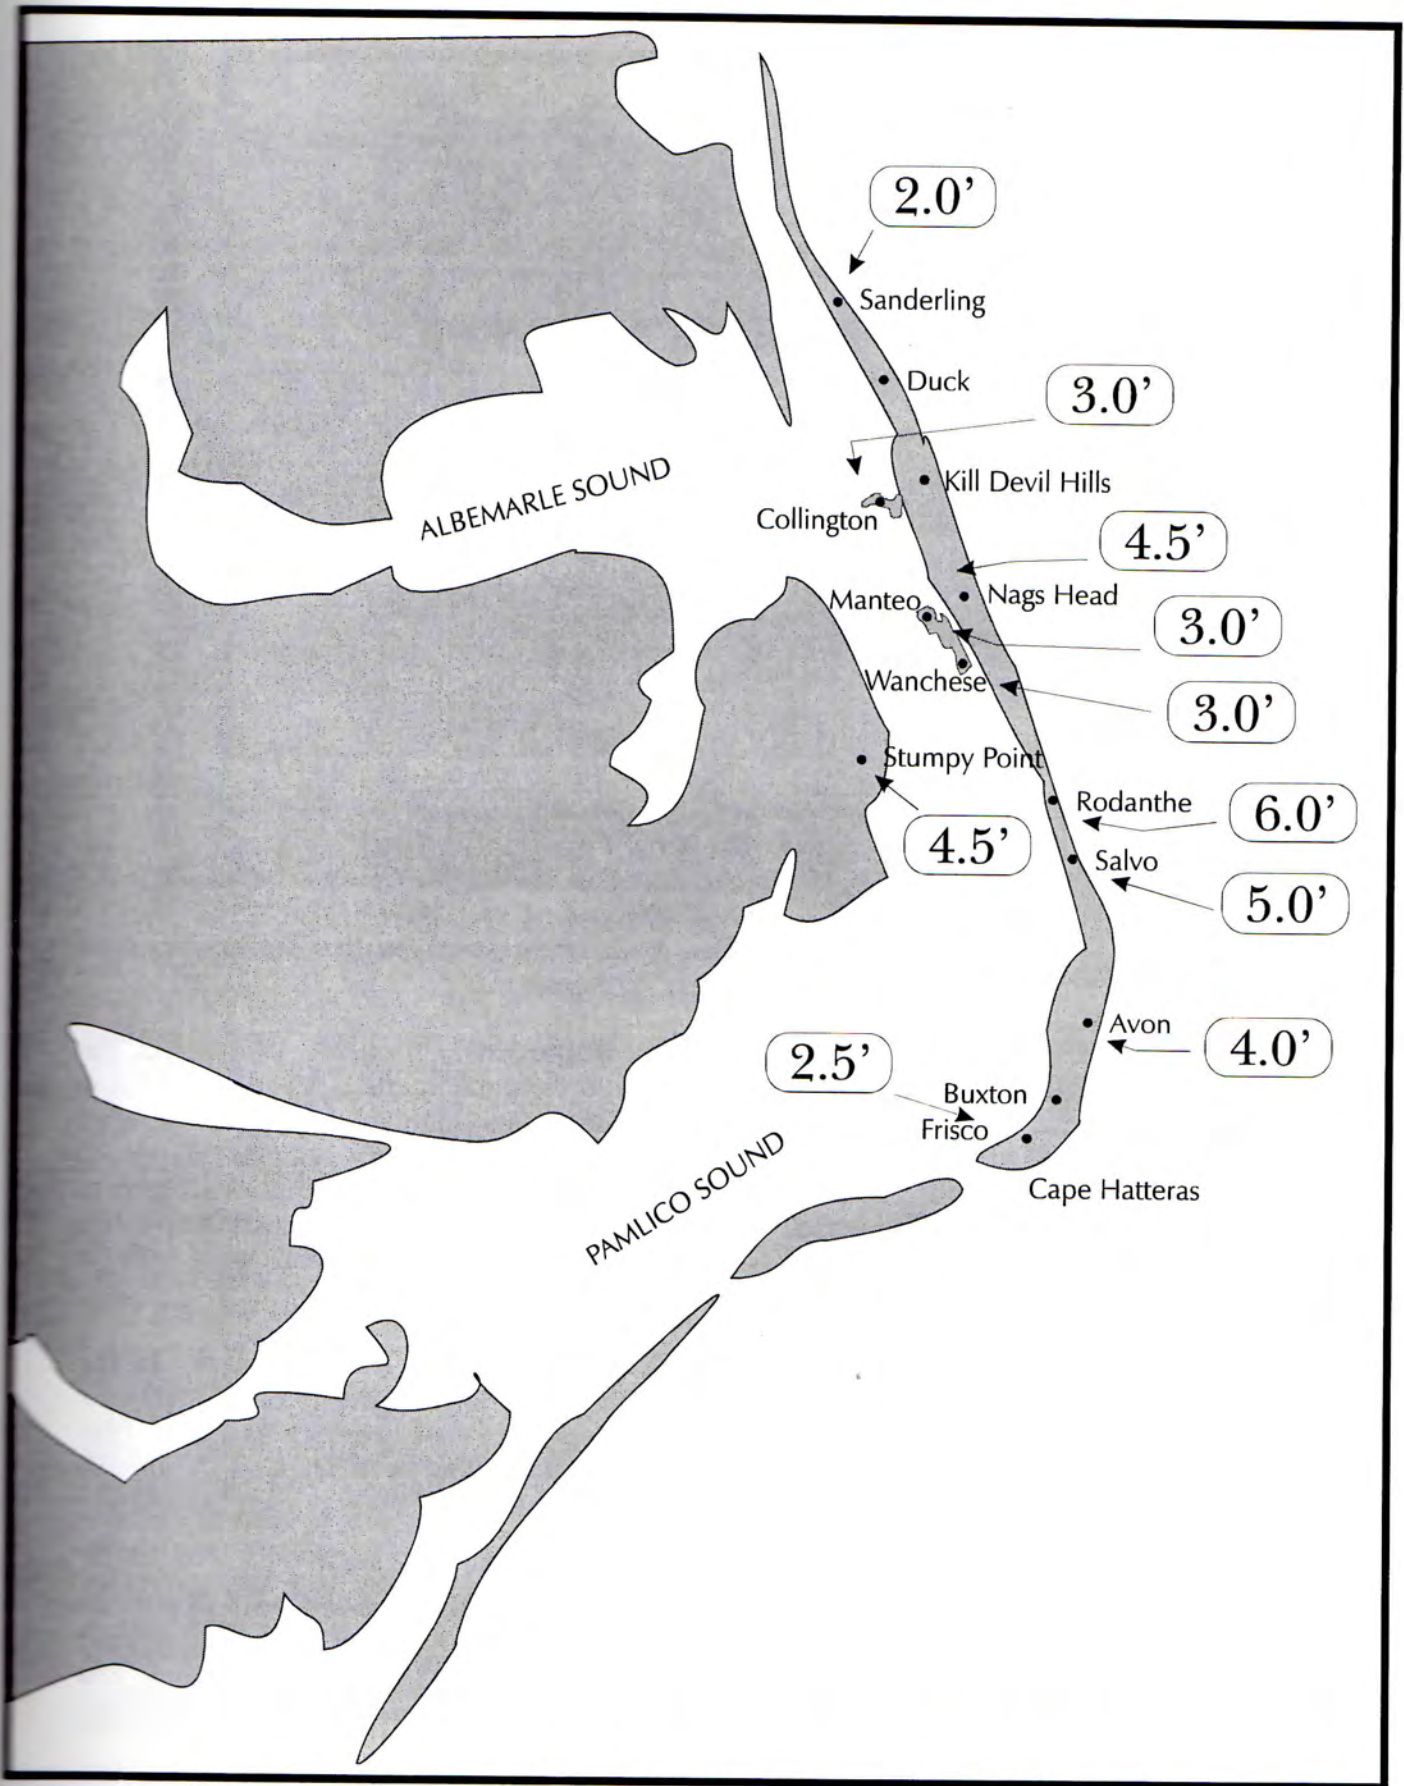 2.0’
Sanderling
Duck
3.0’
ALBEMARLE SOUND
Kill Devil Hills
Collington
4.5’
Manteo
Nags Head
3.0’
Wanchese
3.0’
Stumpy Point
Rodanthe
6.0’
4.5’
Salvo
5.0’
Avon
4.0’
2.5’
Buxton
Frisco
PAMLICO SOUND
Cape Hatteras